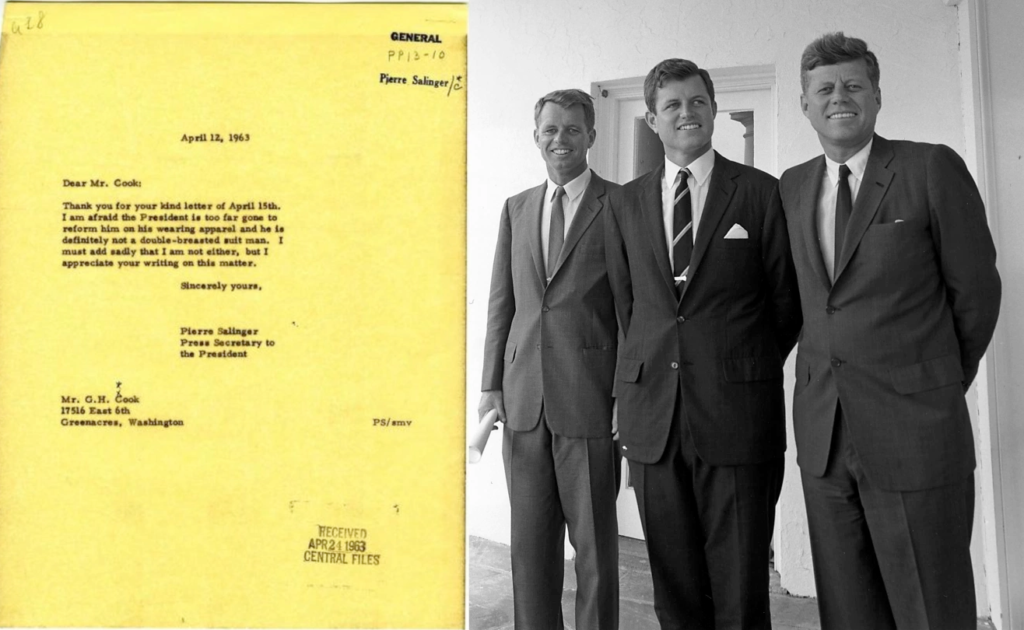 618
GENERAL
PP13-10
Pierre Salinger/c
April 12, 1963
Dear Mr. Cook:
Thank you for your kind letter of April 15th.
I am afraid the President is too far gone to
reform him on his wearing apparel and he is
definitely not a double-breasted suit man. I
must add sadly that I am not either, but I
appreciate your writing on this matter.
Sincerely yours,
Pierre Salinger
Press Secretary to
the President
Mr. G.H. Cook
17516 East 6th
Greenacres, Washington
PS/smv
RECEIVED
APR 24 1963
CENTRAL FILES